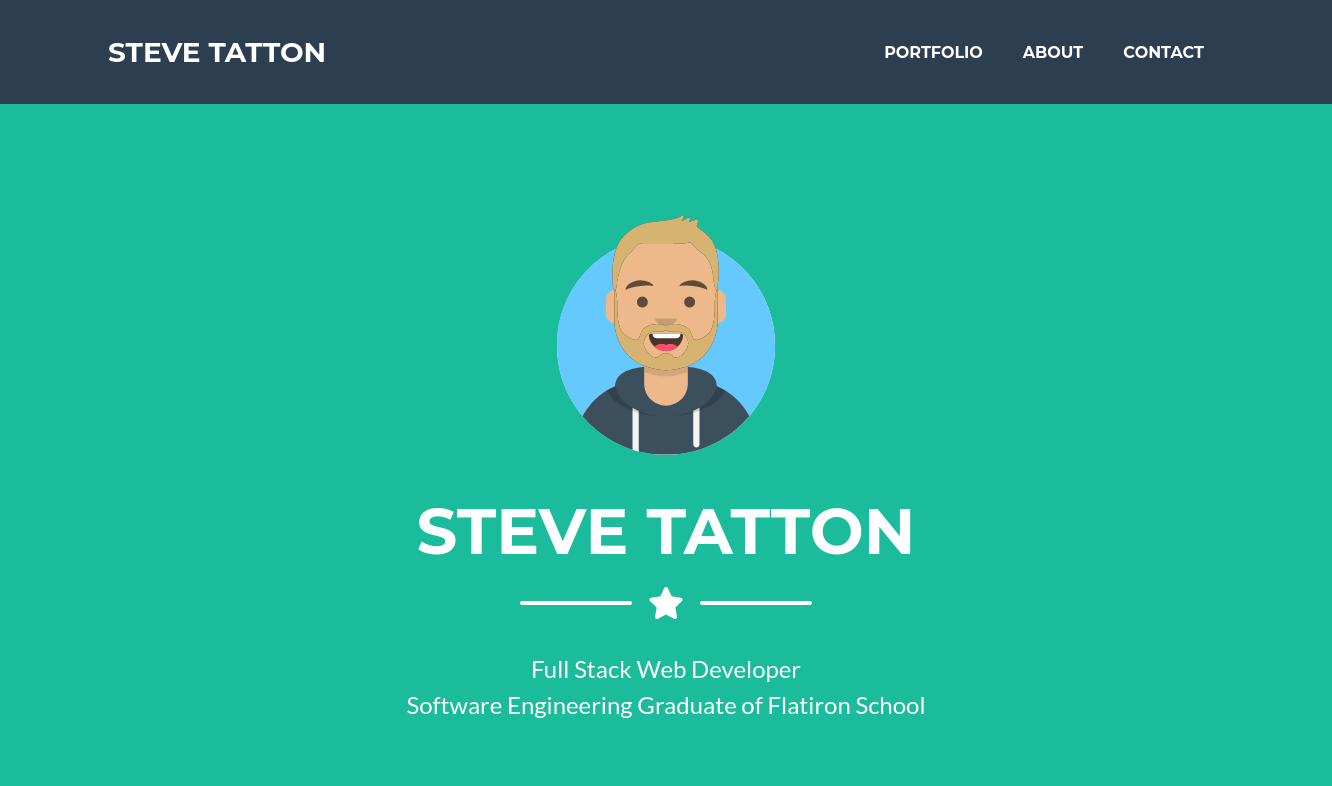 STEVE TATTON
PORTFOLIO ABOUT CONTACT
STEVE TATTON
Full Stack Web Developer
Software Engineering Graduate of Flatiron School